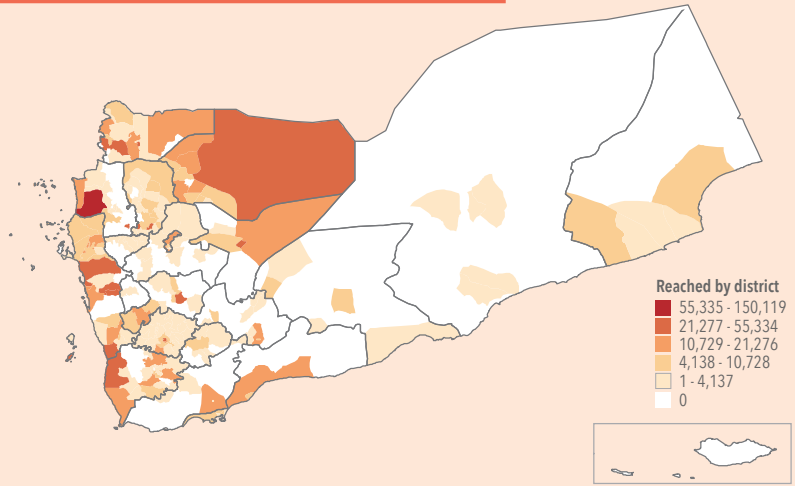 Reached by district
55,335 - 150,119
21,277 - 55,334
10,729 - 21,276
4,138 - 10,728
1 - 4,137
0